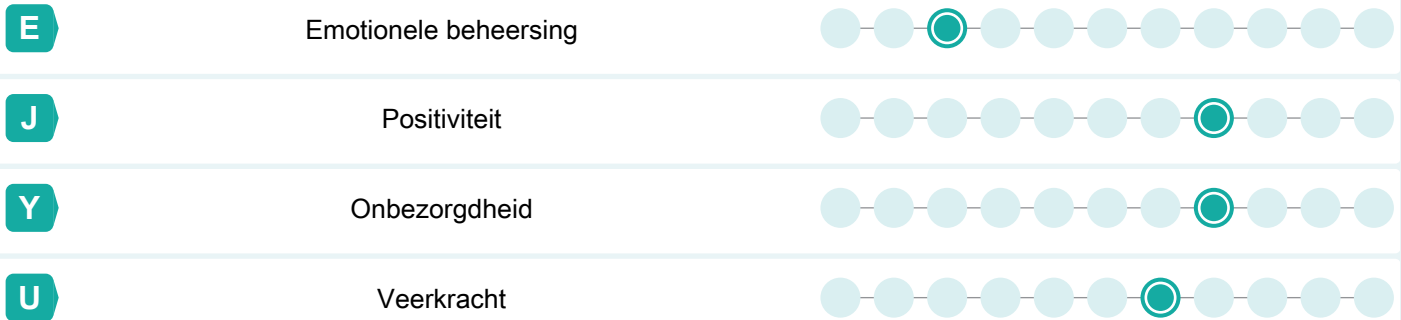 E Emotionele beheersing
J Positiviteit
Y Onbezorgdheid
U Veerkracht